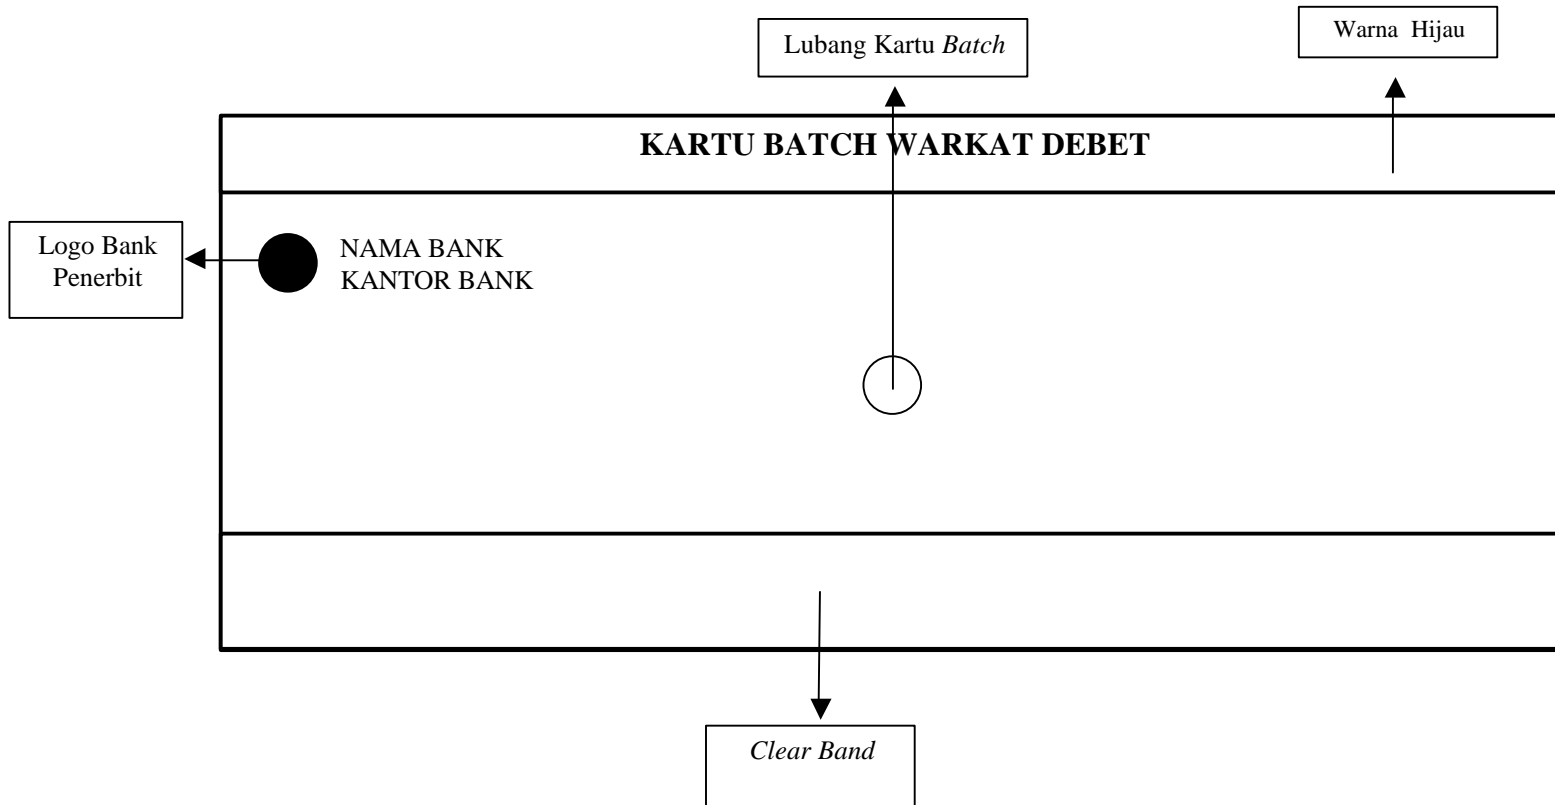 Lubang Kartu Batch
Warna Hijau
KARTU BATCH WARKAT DEBET
Logo Bank
Penerbit
NAMA BANK
KANTOR BANK
Clear Band